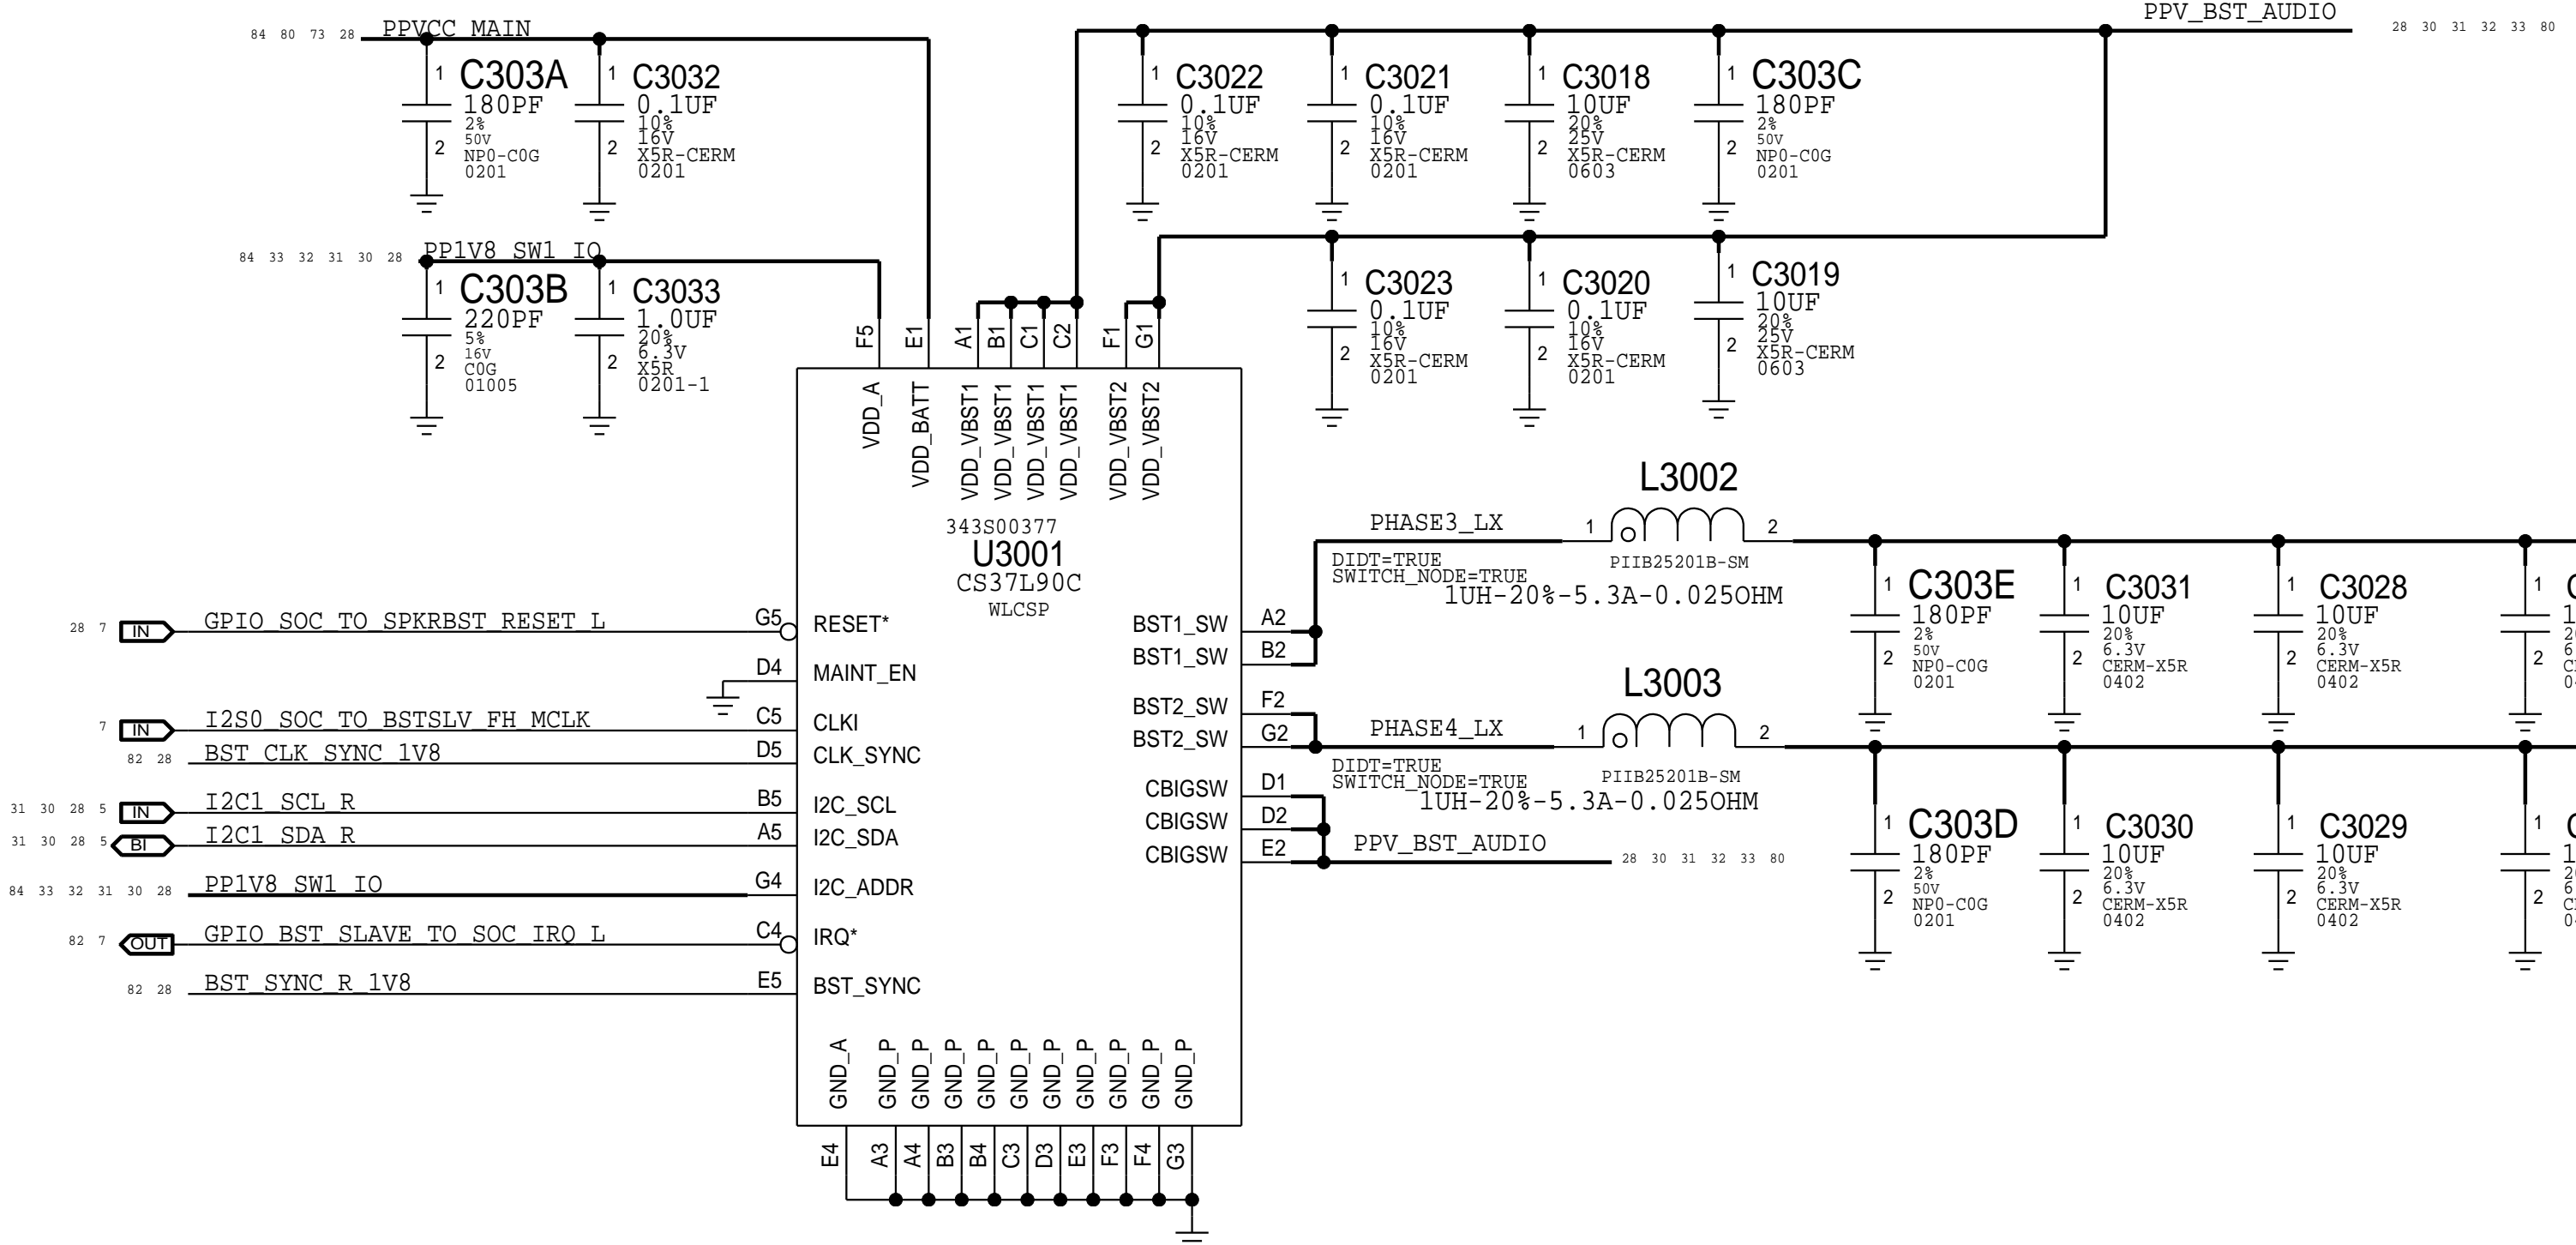 PPV_BST_AUDIO
28 30 31 32 33 80
84 80 73 28
PPVCC_MAIN
1
C303A
180PF
2%
50V
NP0-C0G
0201
2
1
C3032
0.1UF
10%
16V
X5R-CERM
0201
2
1
C3022
0.1UF
10%
16V
X5R-CERM
0201
2
1
C3021
0.1UF
10%
16V
X5R-CERM
0201
2
1
C3018
10UF
20%
25V
X5R-CERM
0603
2
1
C303C
180PF
2%
50V
NP0-C0G
0201
2
84 33 32 31 30 28
PP1V8_SW1_IO
1
C303B
220PF
5%
16V
C0G
01005
2
1
C3033
1.0UF
20%
6.3V
X5R
0201-1
2
1
C3023
0.1UF
10%
16V
X5R-CERM
0201
2
1
C3020
0.1UF
10%
16V
X5R-CERM
0201
2
1
C3019
10UF
20%
25V
X5R-CERM
0603
2
F5
E1
A1
B1
C1
C2
F1
G1
VDD_A
VDD_BATT
VDD_VBST1
VDD_VBST1
VDD_VBST1
VDD_VBST1
VDD_VBST2
VDD_VBST2
343S00377
U3001
CS37L90C
WLCSP
28 7
IN
GPIO_SOC_TO_SPKRBST_RESET_L
G5
RESET*
D4
MAINT_EN
7
IN
I2S0_SOC_TO_BSTSLV_FH_MCLK
C5
CLKI
82 28
BST_CLK_SYNC_1V8
D5
CLK_SYNC
31 30 28 5
IN
I2C1_SCL_R
B5
I2C_SCL
31 30 28 5
BI
I2C1_SDA_R
A5
I2C_SDA
84 33 32 31 30 28
PP1V8_SW1_IO
G4
I2C_ADDR
82 7
OUT
GPIO_BST_SLAVE_TO_SOC_IRQ_L
C4
IRQ*
82 28
BST_SYNC_R_1V8
E5
BST_SYNC
BST1_SW
A2
BST1_SW
B2
BST2_SW
F2
BST2_SW
G2
CBIGSW
D1
CBIGSW
D2
CBIGSW
E2
L3002
PHASE3_LX
1
2
DIDT=TRUE
SWITCH_NODE=TRUE
PIIB25201B-SM
1UH-20%-5.3A-0.025OHM
L3003
PHASE4_LX
1
2
DIDT=TRUE
SWITCH_NODE=TRUE
PIIB25201B-SM
1UH-20%-5.3A-0.025OHM
PPV_BST_AUDIO
28 30 31 32 33 80
1
C303E
180PF
2%
50V
NP0-C0G
0201
2
1
C3031
10UF
20%
6.3V
CERM-X5R
0402
2
1
C3028
10UF
20%
6.3V
CERM-X5R
0402
2
1
2
1
C303D
180PF
2%
50V
NP0-C0G
0201
2
1
C3030
10UF
20%
6.3V
CERM-X5R
0402
2
1
C3029
10UF
20%
6.3V
CERM-X5R
0402
2
1
2
GND_A
GND_P
GND_P
GND_P
GND_P
GND_P
GND_P
GND_P
GND_P
GND_P
GND_P
E4
A3
A4
B3
B4
C3
D3
E3
F3
F4
G3